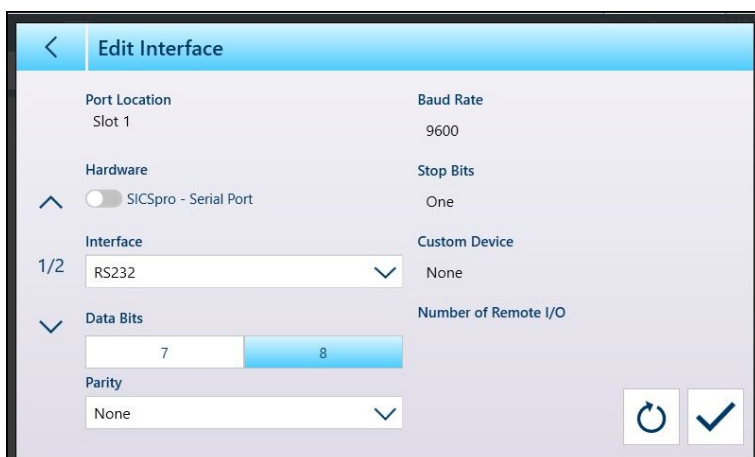 Edit Interface
Port Location
Slot 1
Hardware
SICSpro - Serial Port
1/2
Interface
RS232
Data Bits
7 8
Parity
None
Baud Rate
9600
Stop Bits
One
Custom Device
None
Number of Remote I/O